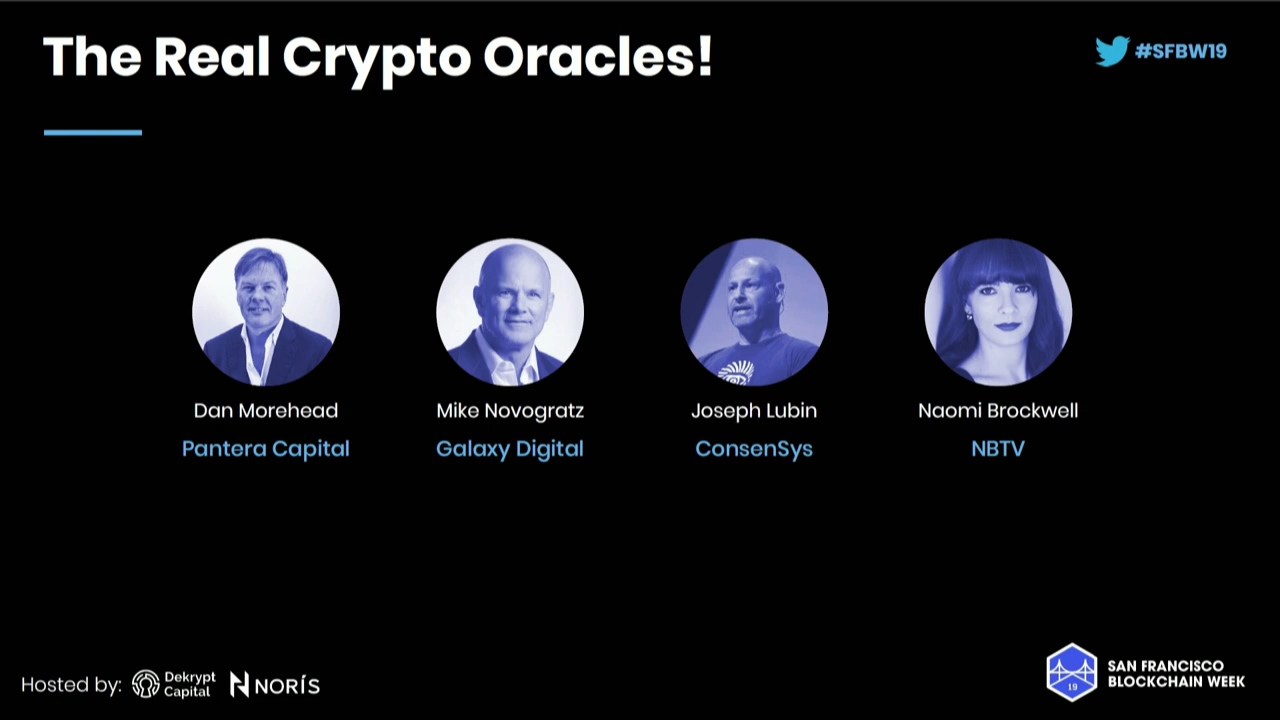 The Real Crypto Oracles!
#SFBW19
Dan Morehead
Pantera Capital
Mike Novogratz
Galaxy Digital
Joseph Lubin
ConsenSys
Naomi Brockwell
NBTV
Hosted by:
Dekrypt
Capital
NORÍS
19
SAN FRANCISCO
BLOCKCHAIN WEEK